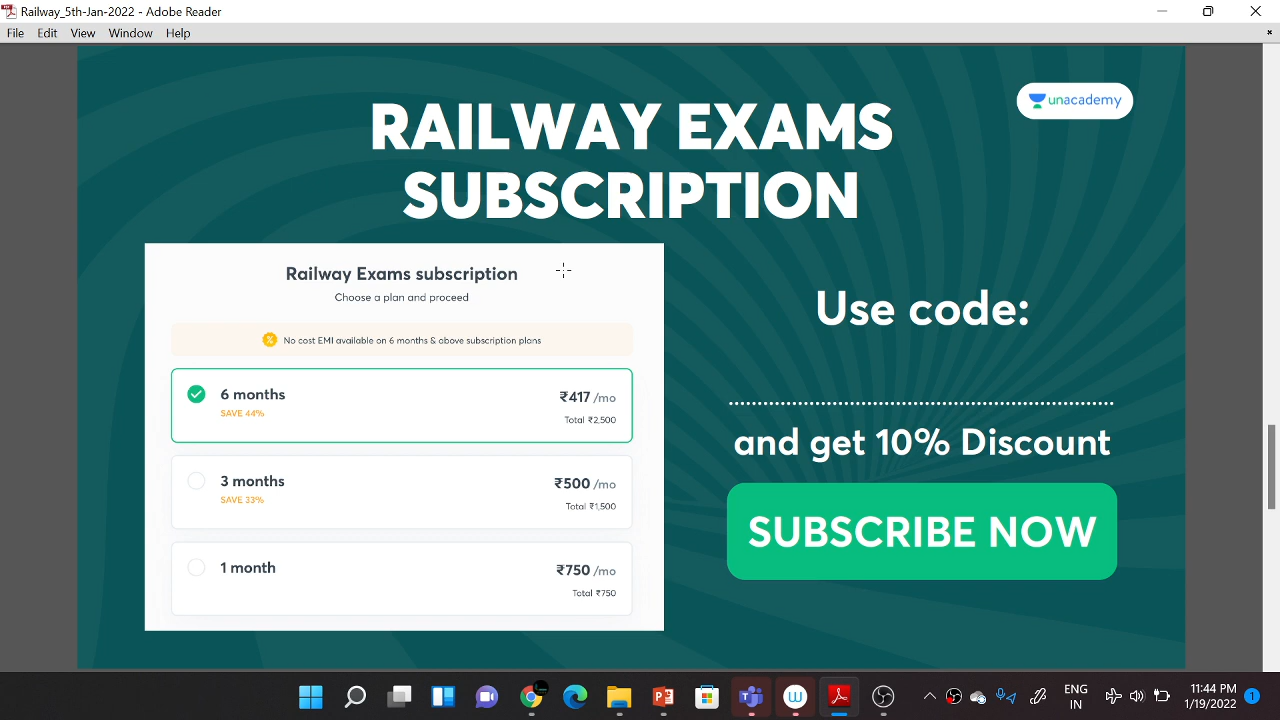 Railway_5th-Jan-2022 - Adobe Reader
File Edit View Window Help
unacademy
RAILWAY EXAMS
SUBSCRIPTION
Railway Exams subscription
Choose a plan and proceed
No cost EMI available on 6 months & above subscription plans
6 months
SAVE 44%
₹417 /mo
Total ₹2,500
3 months
SAVE 33%
₹500 /mo
Total ₹1,500
1 month
₹750 /mo
Total ₹750
Use code:
and get 10% Discount
SUBSCRIBE NOW
ENG
IN
11:44 PM
1/19/2022
1